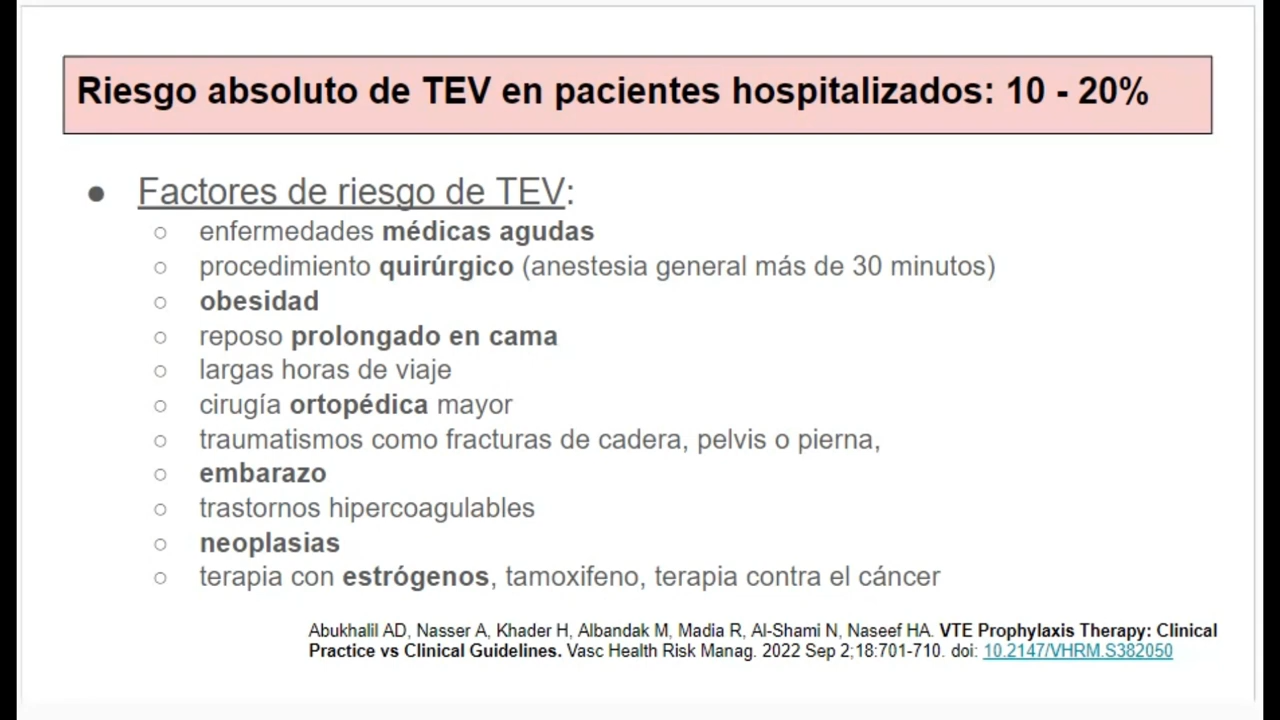 Riesgo absoluto de TEV en pacientes hospitalizados: 10 - 20%
● Factores de riesgo de TEV:
○ enfermedades médicas agudas
○ procedimiento quirúrgico (anestesia general más de 30 minutos)
○ obesidad
○ reposo prolongado en cama
○ largas horas de viaje
○ cirugía ortopédica mayor
○ traumatismos como fracturas de cadera, pelvis o pierna,
○ embarazo
○ trastornos hipercoagulables
○ neoplasias
○ terapia con estrógenos, tamoxifeno, terapia contra el cáncer
Abukhalil AD, Nasser A, Khader H, Albandak M, Madia R, Al-Shami N, Naseef HA. VTE Prophylaxis Therapy: Clinical
Practice vs Clinical Guidelines. Vasc Health Risk Manag. 2022 Sep 2;18:701-710. doi: 10.2147/VHRM.S382050